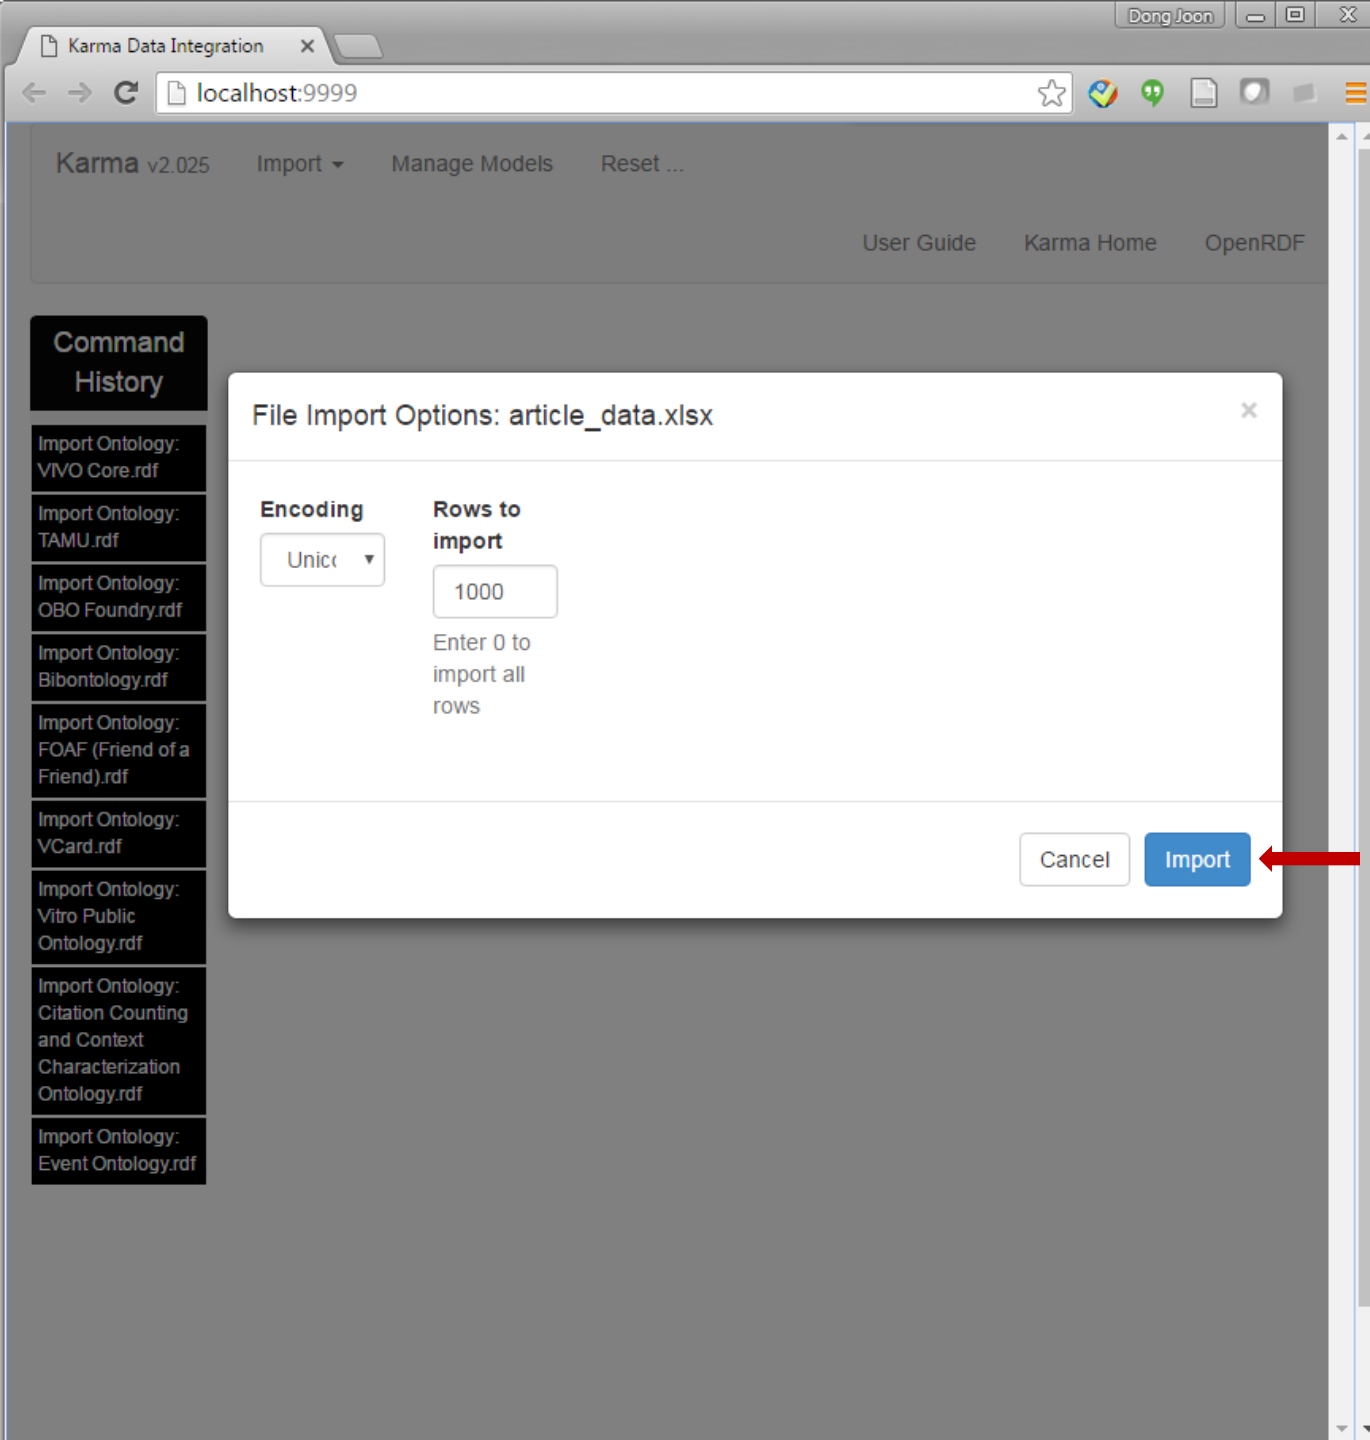 Dong Joon
Karma Data Integration
localhost:9999
Karma v2.025 Import Manage Models Reset ...
User Guide Karma Home OpenRDF
Command
History
Import Ontology:
VIVO Core.rdf
Import Ontology:
TAMU.rdf
Import Ontology:
OBO Foundry.rdf
Import Ontology:
Bibontology.rdf
Import Ontology:
FOAF (Friend of a
Friend).rdf
Import Ontology:
VCard.rdf
Import Ontology:
Vitro Public
Ontology.rdf
Import Ontology:
Citation Counting
and Context
Characterization
Ontology.rdf
Import Ontology:
Event Ontology.rdf
File Import Options: article_data.xlsx
Encoding
Rows to
import
1000
Enter 0 to
import all
rows
Cancel Import